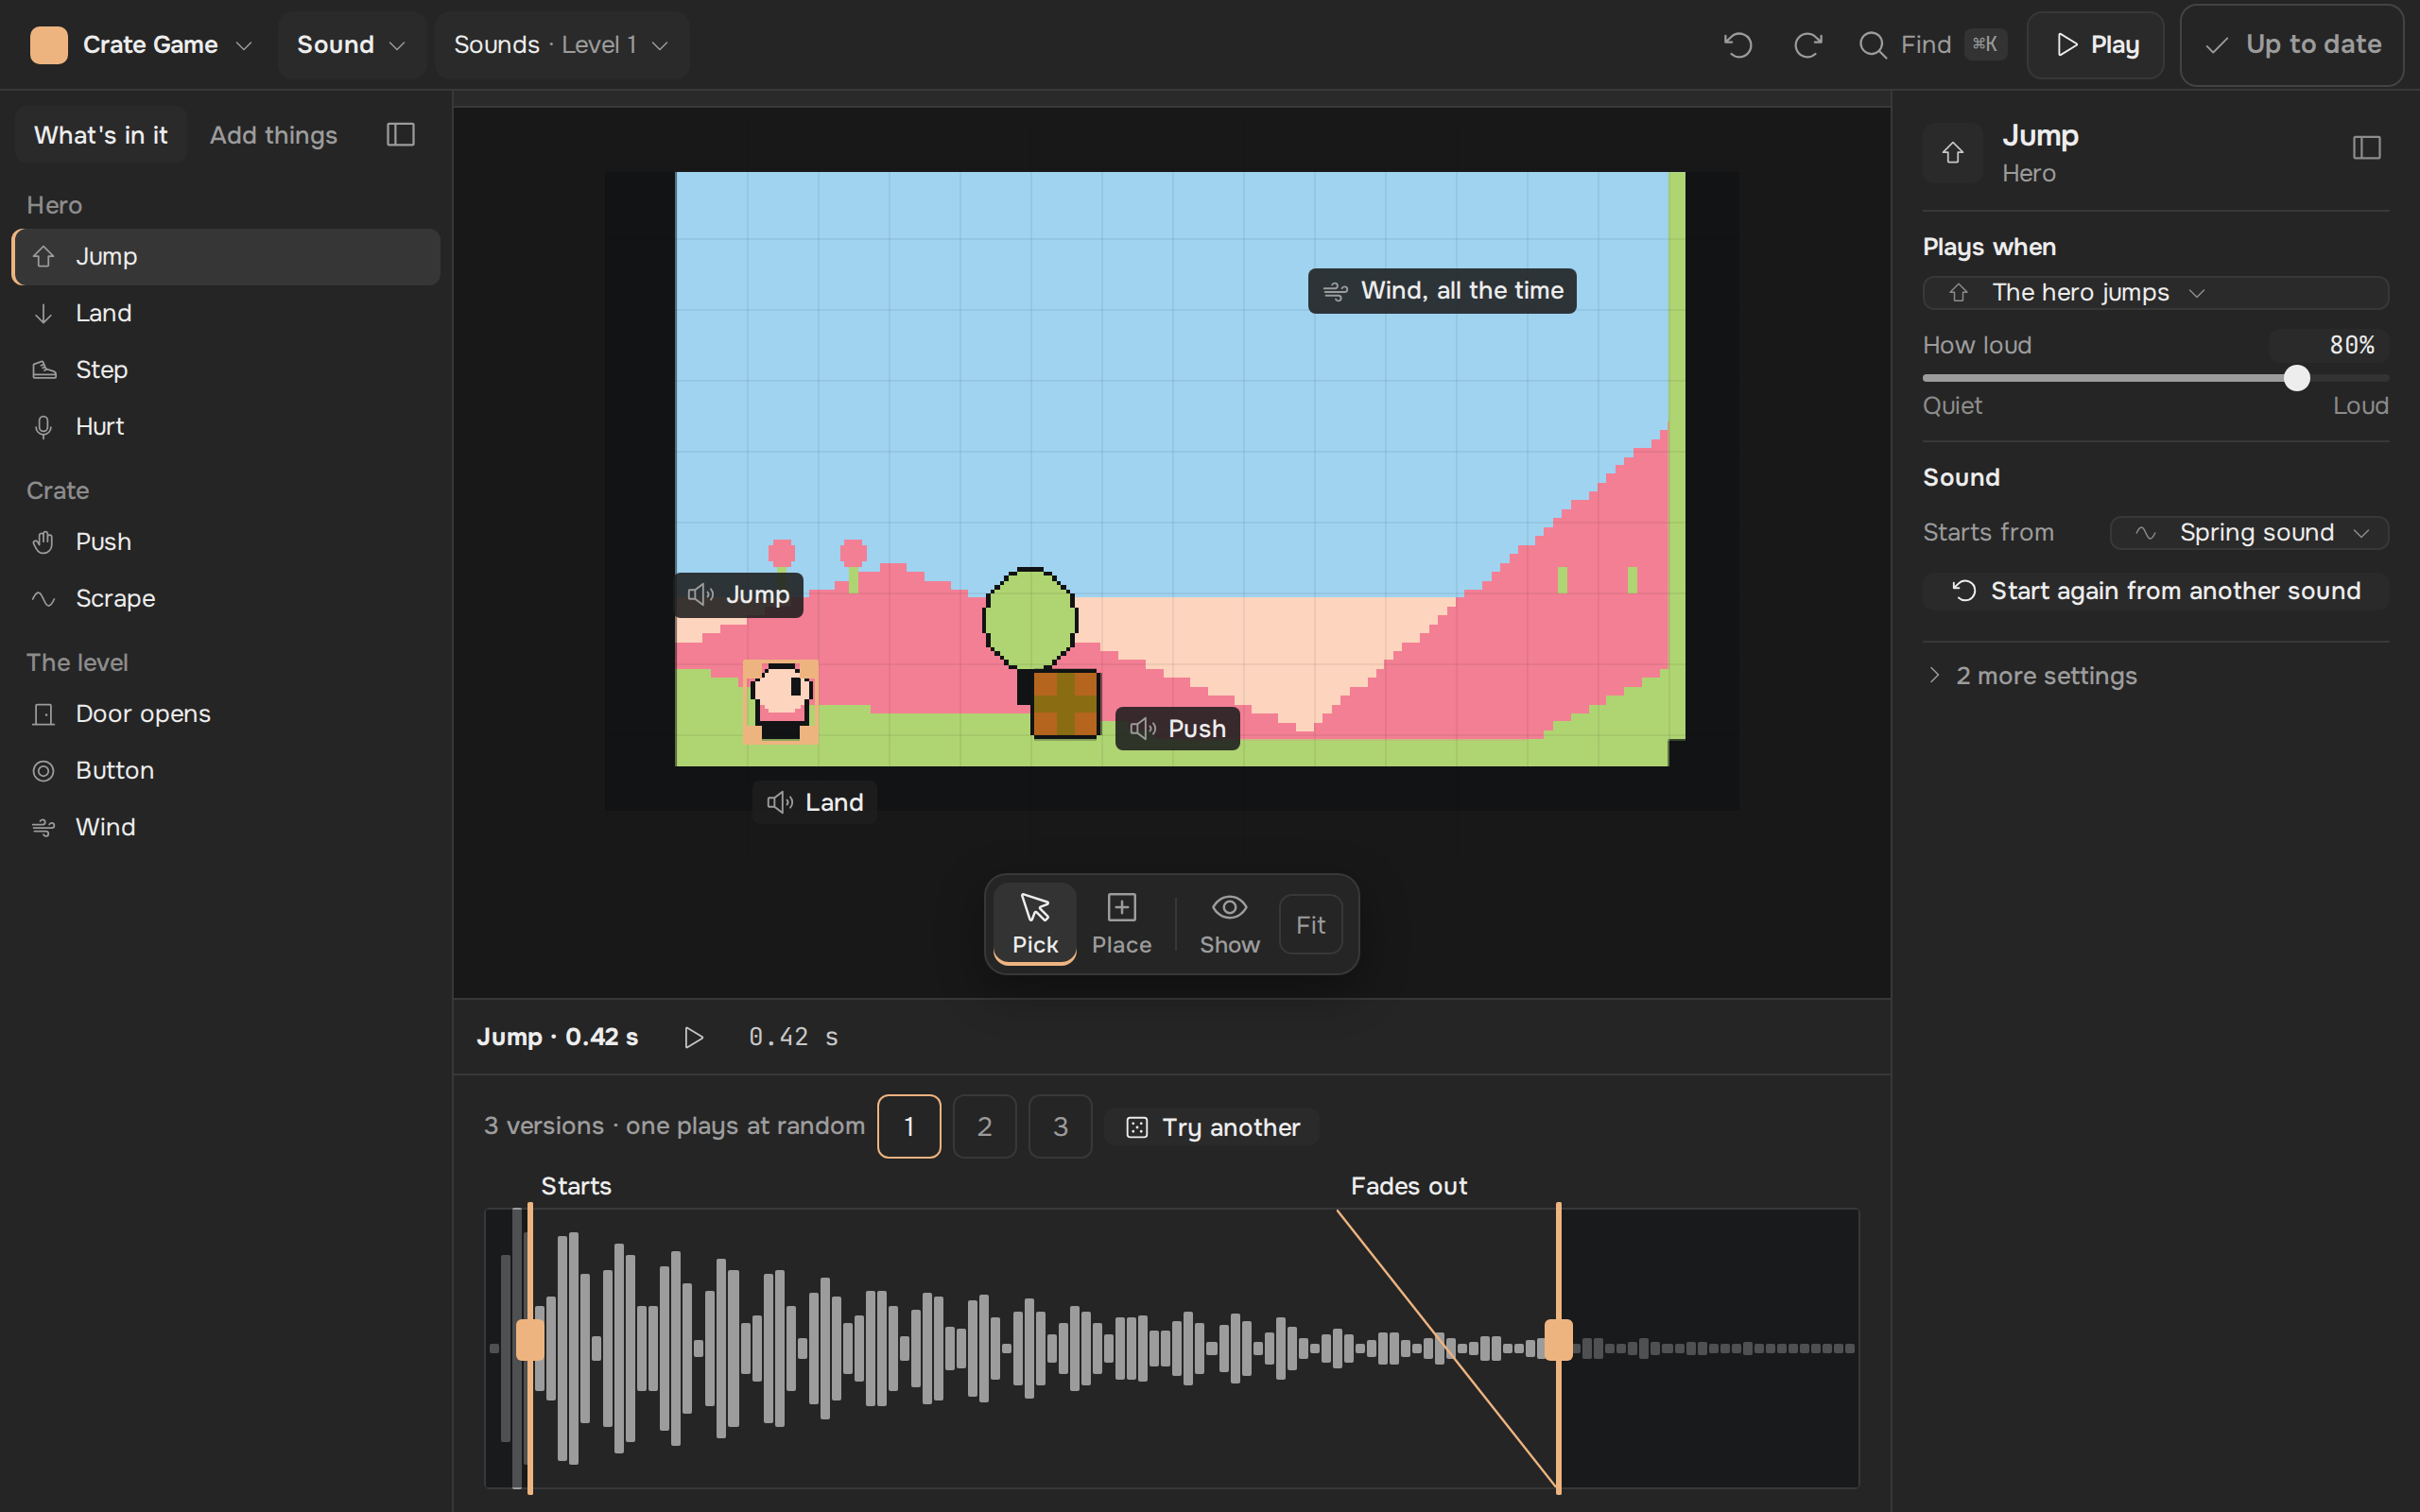 Crate Game
Sound
Sounds · Level 1
Find ⌘K
Play
Up to date
What's in it
Add things
Hero
Jump
Land
Step
Hurt
Crate
Push
Scrape
The level
Door opens
Button
Wind
Wind, all the time
Jump
Push
Land
Pick
Place
Show
Fit
Jump · 0.42 s
0.42 s
3 versions · one plays at random
1
2
3
Try another
Starts
Fades out
Jump
Hero
Plays when
The hero jumps
How loud
80%
Quiet
Loud
Sound
Starts from
Spring sound
Start again from another sound
2 more settings